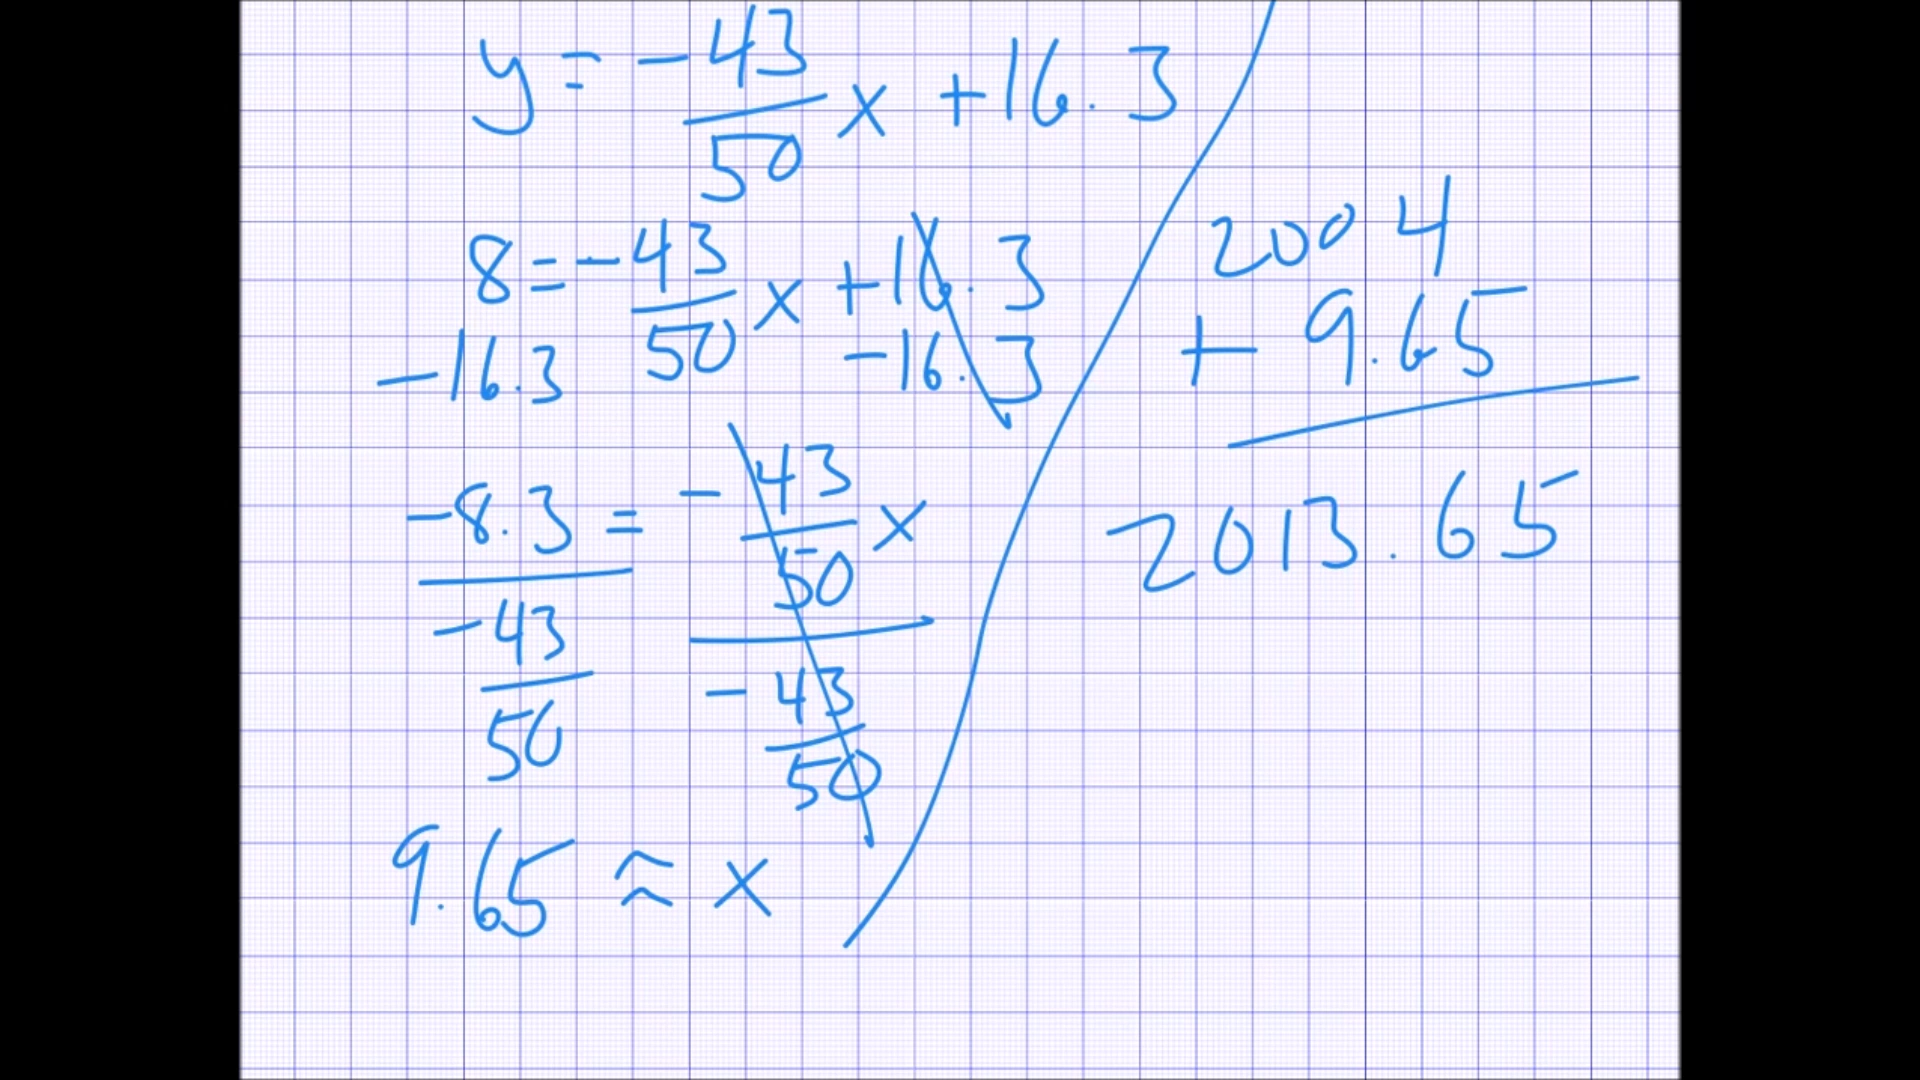 y = -43/50 x + 16.3
8 = -43/50 x + 16.3
-16.3 -16.3
-8.3 = -43/50 x
-43/50 -43/50
9.65 ≈ x
2004
+ 9.65
2013.65